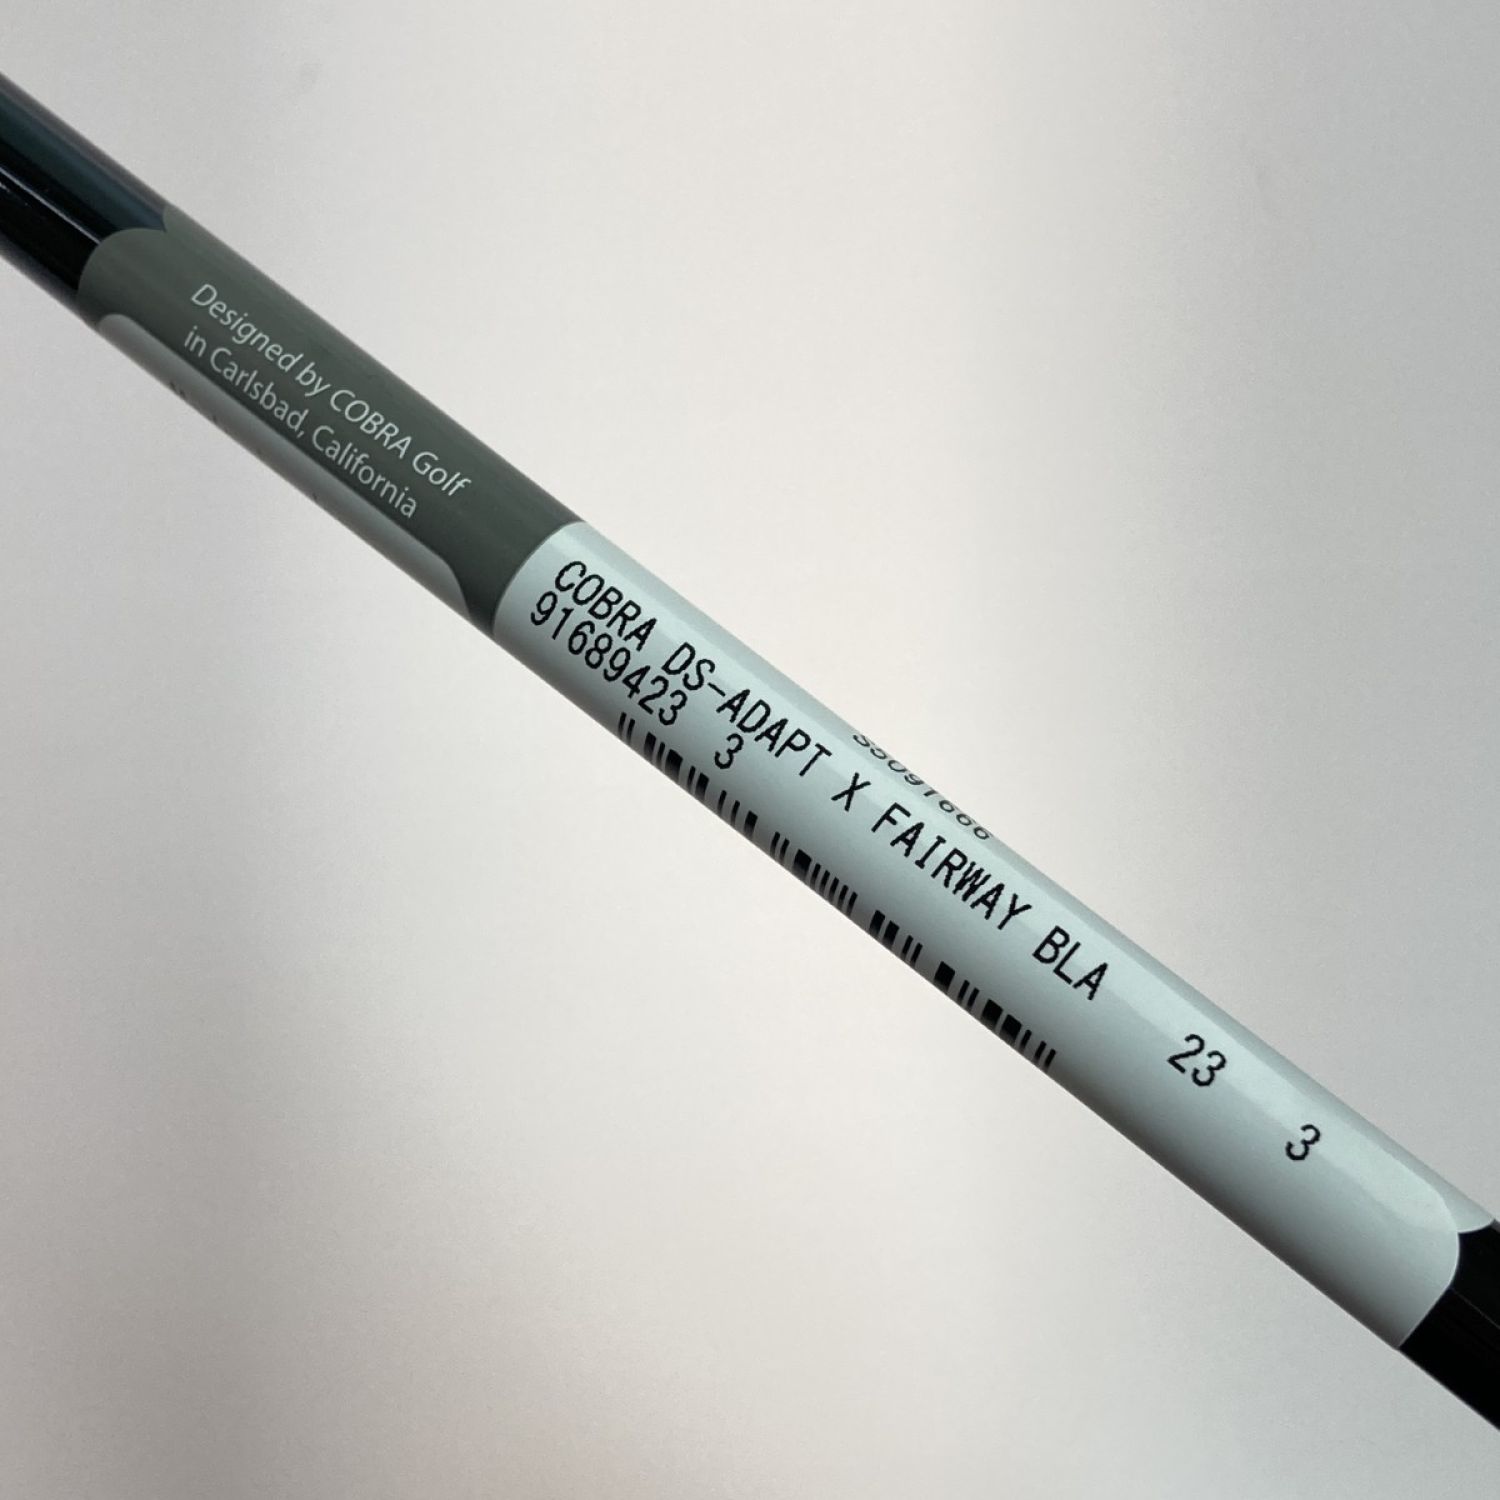 Designed by COBRA Golf
in Carlsbad, California
COBRA DS-ADAPT X FAIRWAY BLA 23 3
91689423 3